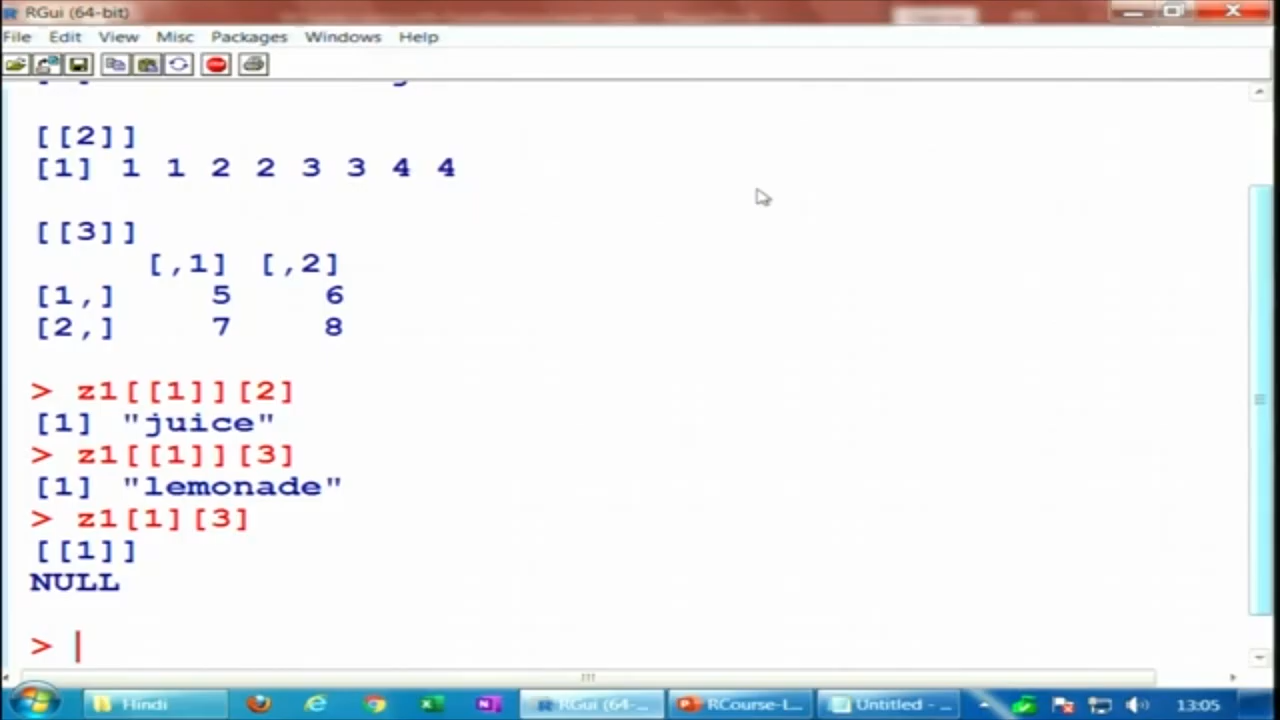 RGui (64-bit)
File Edit View Misc Packages Windows Help
[[2]]
[1] 1 1 2 2 3 3 4 4
[[3]]
[,1] [,2]
[1,] 5 6
[2,] 7 8
> z1[[1]][2]
[1] "juice"
> z1[[1]][3]
[1] "lemonade"
> z1[1][3]
[[1]]
NULL
>
Hindi RGui (64-... RCourse-L... Untitled - ... 13:05